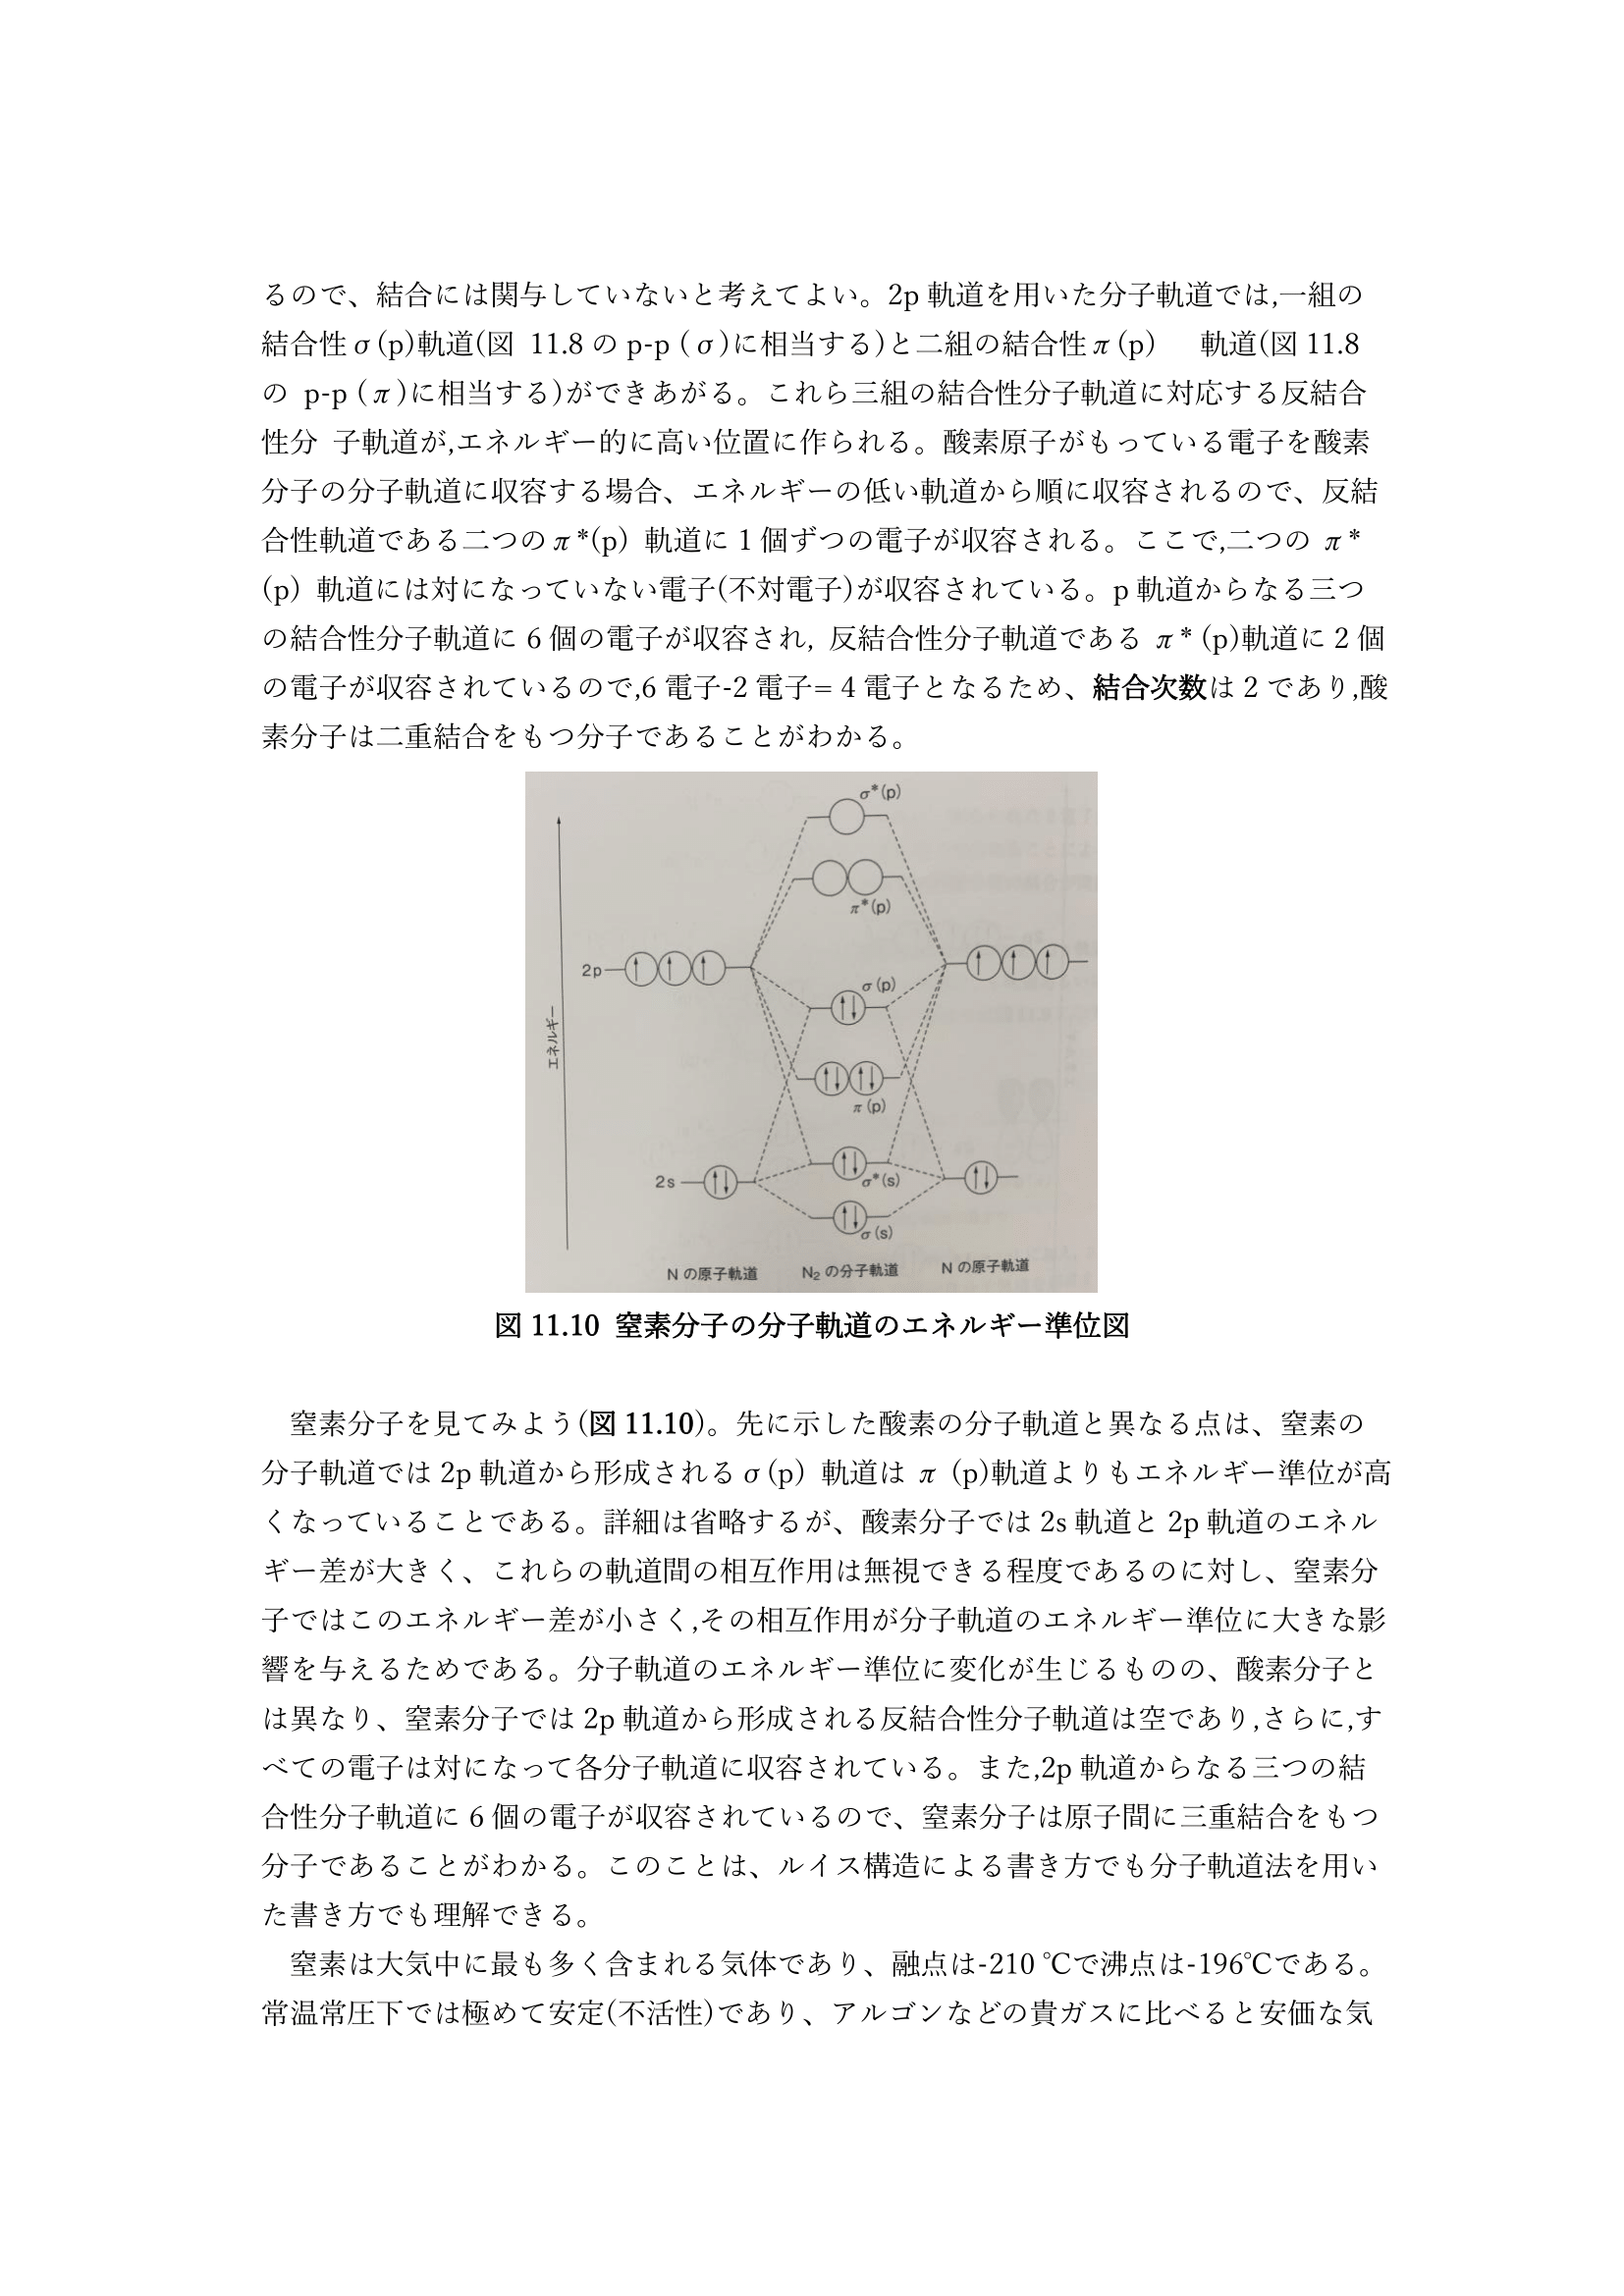 るので、結合には関与していないと考えてよい。2p 軌道を用いた分子軌道では,一組の
結合性 σ (p)軌道(図 11.8 の p-p ( σ )に相当する)と二組の結合性 π (p)　軌道(図 11.8
の p-p ( π )に相当する)ができあがる。これら三組の結合性分子軌道に対応する反結合
性分 子軌道が,エネルギー的に高い位置に作られる。酸素原子がもっている電子を酸素
分子の分子軌道に収容する場合、エネルギーの低い軌道から順に収容されるので、反結
合性軌道である二つの π *(p) 軌道に 1 個ずつの電子が収容される。ここで,二つの π *
(p) 軌道には対になっていない電子(不対電子)が収容されている。p 軌道からなる三つ
の結合性分子軌道に 6 個の電子が収容され, 反結合性分子軌道である π * (p)軌道に 2 個
の電子が収容されているので,6 電子-2 電子= 4 電子となるため、結合次数は 2 であり,酸
素分子は二重結合をもつ分子であることがわかる。
σ*(p)
π*(p)
2p
σ(p)
エネルギー
π(p)
2s
σ*(s)
σ(s)
N の原子軌道 N2 の分子軌道 N の原子軌道
図 11.10 窒素分子の分子軌道のエネルギー準位図
窒素分子を見てみよう(図 11.10)。先に示した酸素の分子軌道と異なる点は、窒素の
分子軌道では 2p 軌道から形成される σ (p) 軌道は π (p)軌道よりもエネルギー準位が高
くなっていることである。詳細は省略するが、酸素分子では 2s 軌道と 2p 軌道のエネル
ギー差が大きく、これらの軌道間の相互作用は無視できる程度であるのに対し、窒素分
子ではこのエネルギー差が小さく,その相互作用が分子軌道のエネルギー準位に大きな影
響を与えるためである。分子軌道のエネルギー準位に変化が生じるものの、酸素分子と
は異なり、窒素分子では 2p 軌道から形成される反結合性分子軌道は空であり,さらに,す
べての電子は対になって各分子軌道に収容されている。また,2p 軌道からなる三つの結
合性分子軌道に 6 個の電子が収容されているので、窒素分子は原子間に三重結合をもつ
分子であることがわかる。このことは、ルイス構造による書き方でも分子軌道法を用い
た書き方でも理解できる。
窒素は大気中に最も多く含まれる気体であり、融点は-210 ℃で沸点は-196℃である。
常温常圧下では極めて安定(不活性)であり、アルゴンなどの貴ガスに比べると安価な気